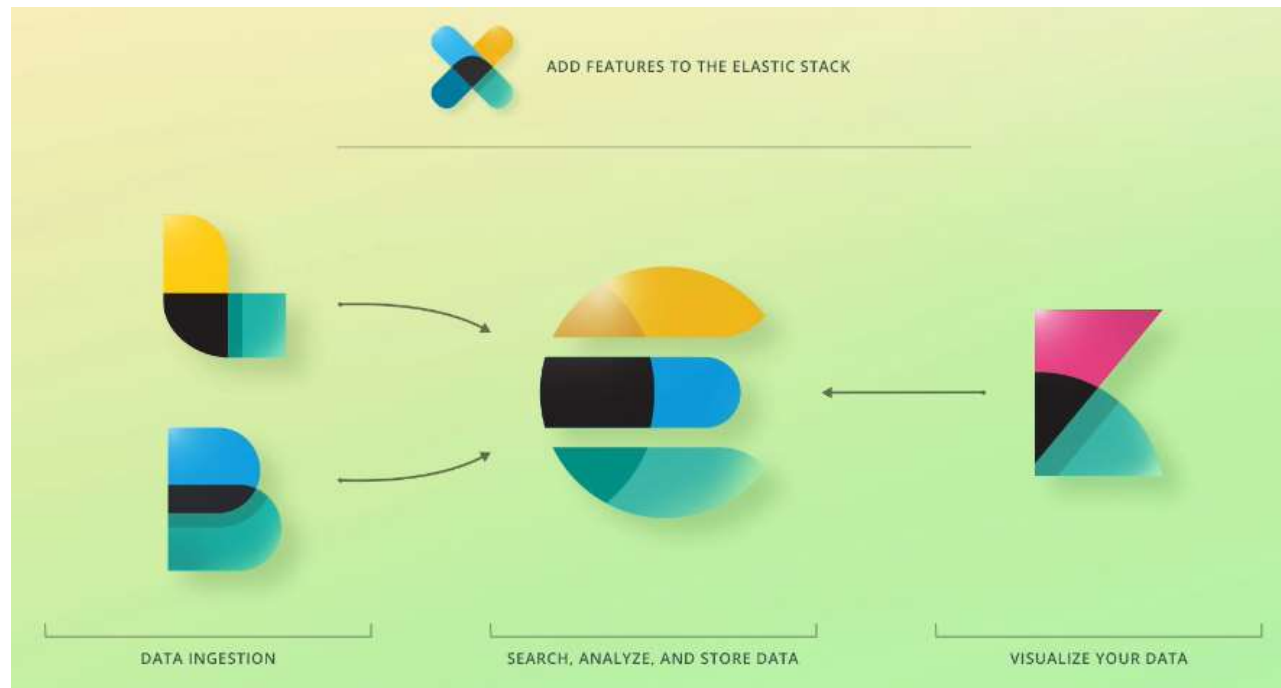 ADD FEATURES TO THE ELASTIC STACK
DATA INGESTION
SEARCH, ANALYZE, AND STORE DATA
VISUALIZE YOUR DATA